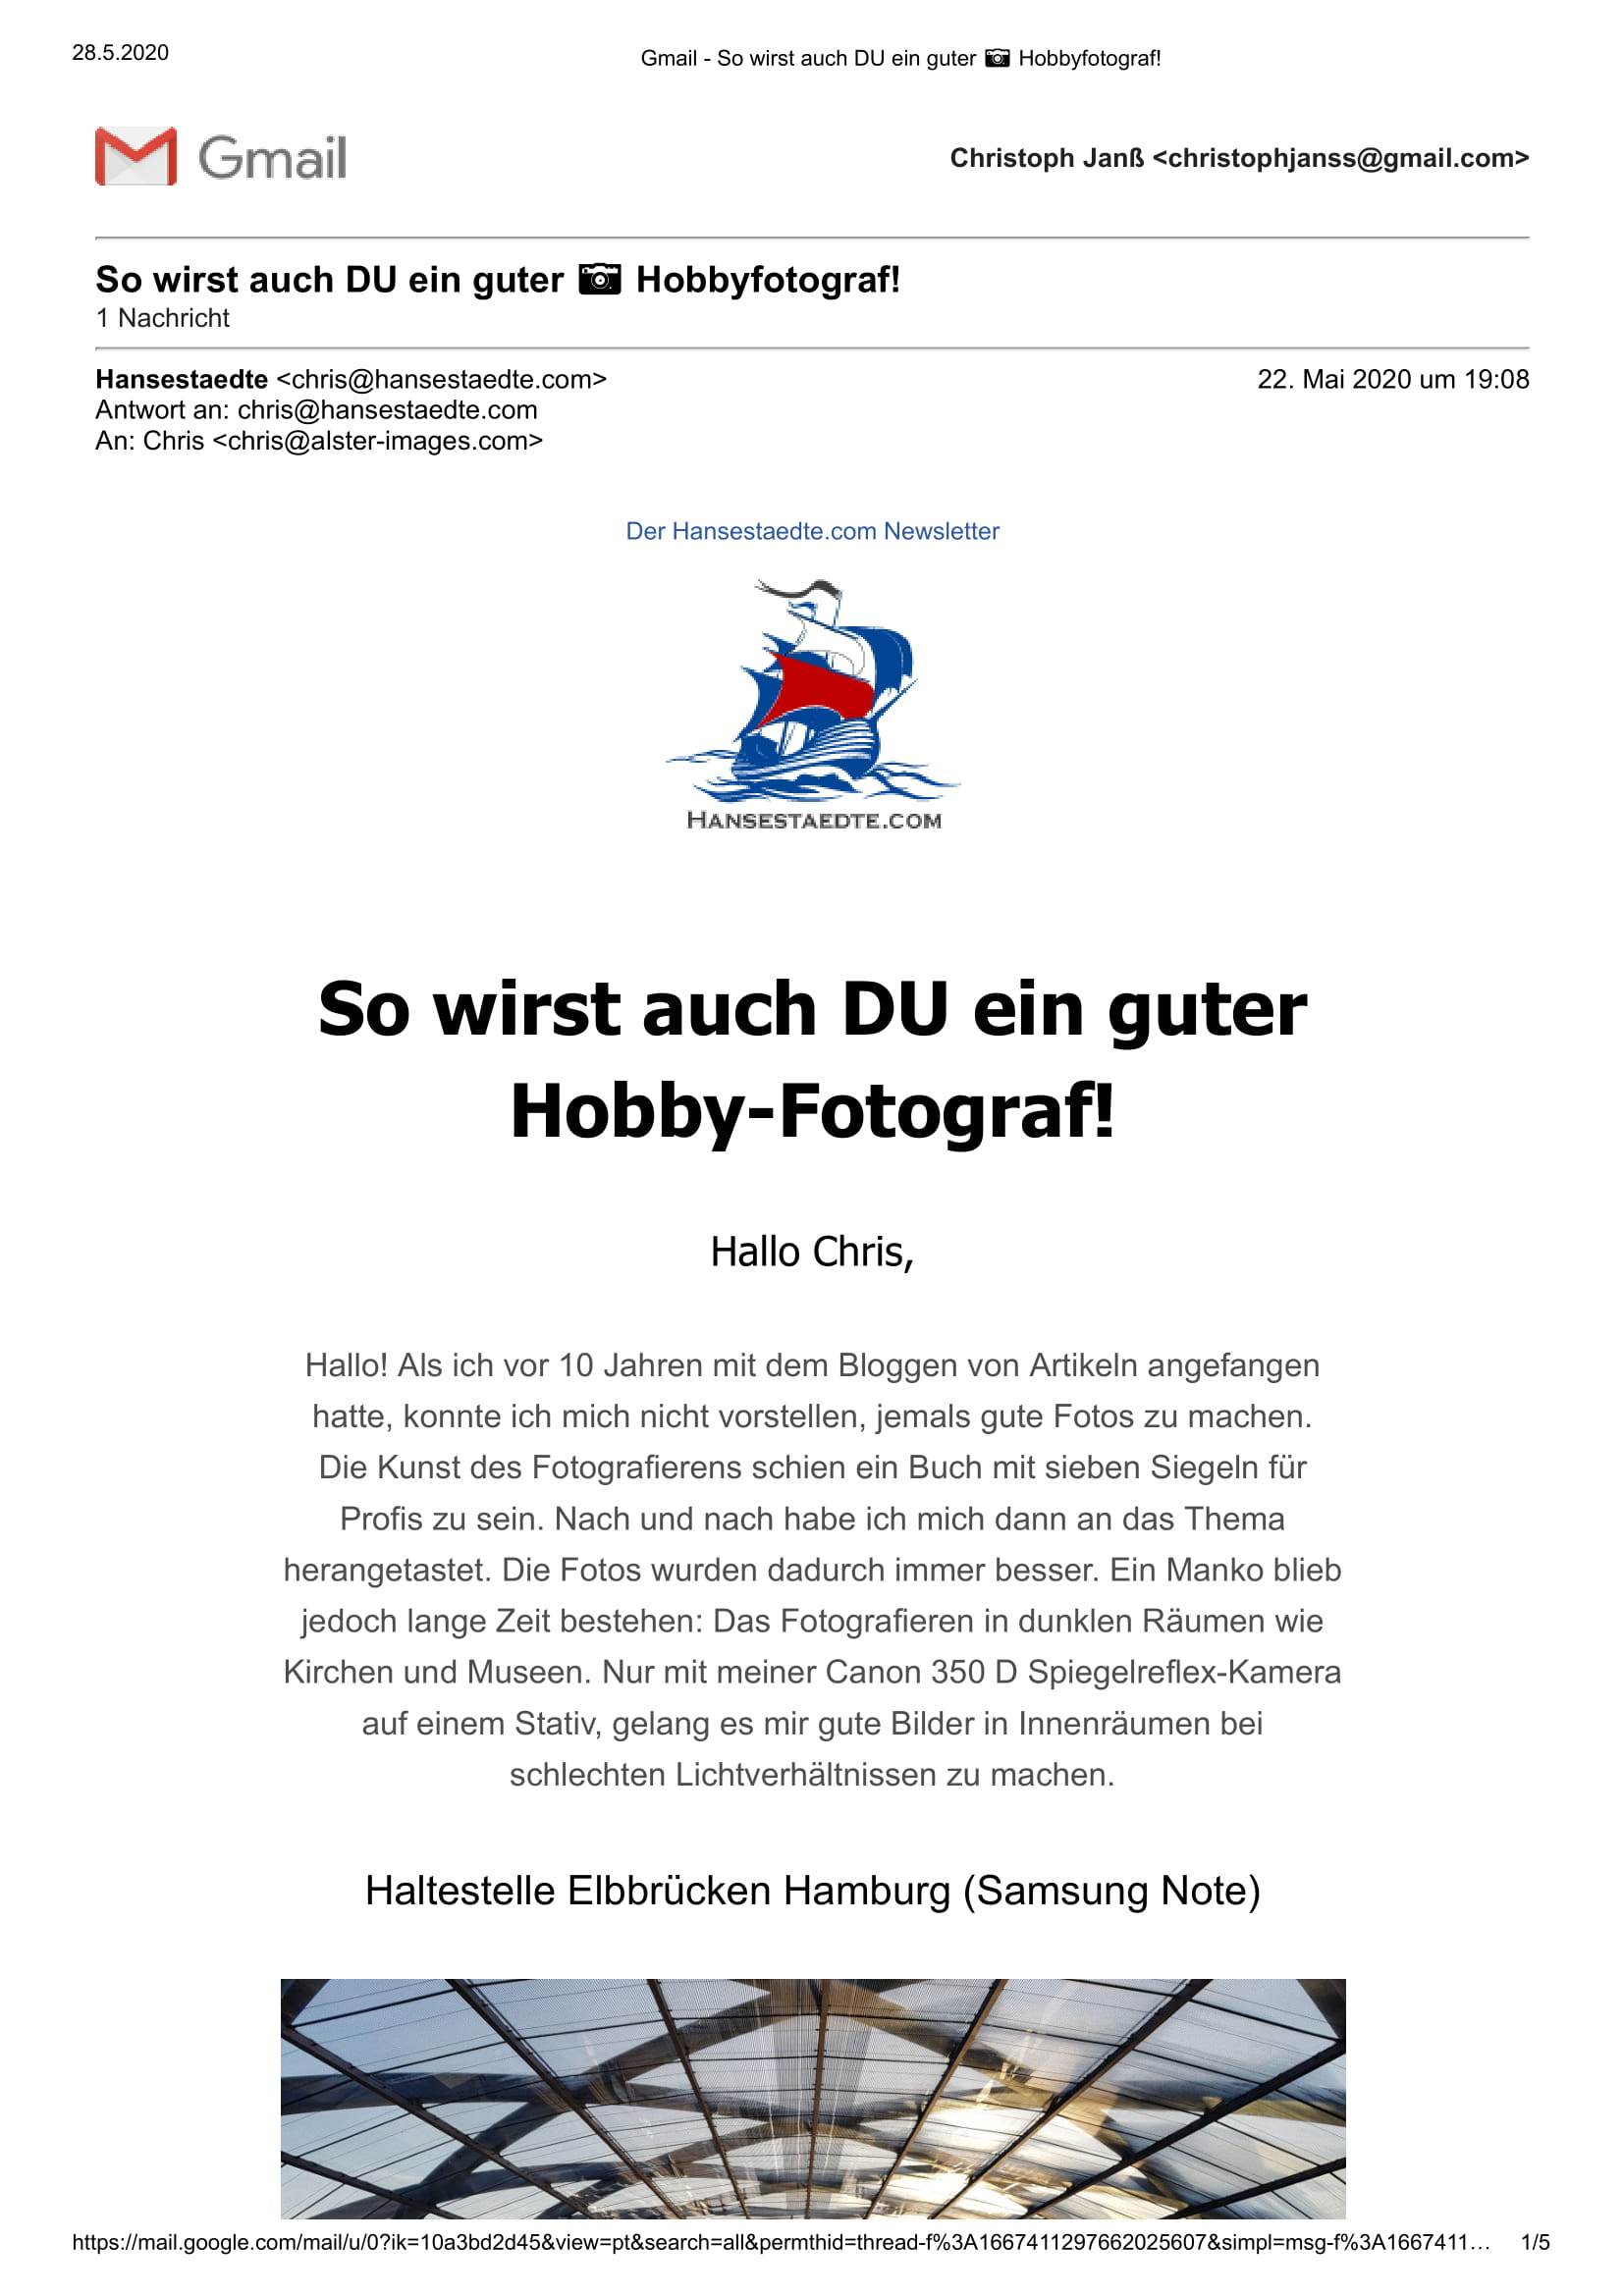 28.5.2020
Gmail - So wirst auch DU ein guter 📷 Hobbyfotograf!
Gmail
Christoph Janß <christophjanss@gmail.com>
So wirst auch DU ein guter 📷 Hobbyfotograf!
1 Nachricht
Hansestaedte <chris@hansestaedte.com>
22. Mai 2020 um 19:08
Antwort an: chris@hansestaedte.com
An: Chris <chris@alster-images.com>
Der Hansestaedte.com Newsletter
HANSESTAEDTE.COM
So wirst auch DU ein guter
Hobby-Fotograf!
Hallo Chris,
Hallo! Als ich vor 10 Jahren mit dem Bloggen von Artikeln angefangen
hatte, konnte ich mich nicht vorstellen, jemals gute Fotos zu machen.
Die Kunst des Fotografierens schien ein Buch mit sieben Siegeln für
Profis zu sein. Nach und nach habe ich mich dann an das Thema
herangetastet. Die Fotos wurden dadurch immer besser. Ein Manko blieb
jedoch lange Zeit bestehen: Das Fotografieren in dunklen Räumen wie
Kirchen und Museen. Nur mit meiner Canon 350 D Spiegelreflex-Kamera
auf einem Stativ, gelang es mir gute Bilder in Innenräumen bei
schlechten Lichtverhältnissen zu machen.
Haltestelle Elbbrücken Hamburg (Samsung Note)
https://mail.google.com/mail/u/0?ik=10a3bd2d45&view=pt&search=all&permthid=thread-f%3A1667411297662025607&simpl=msg-f%3A1667411…
1/5